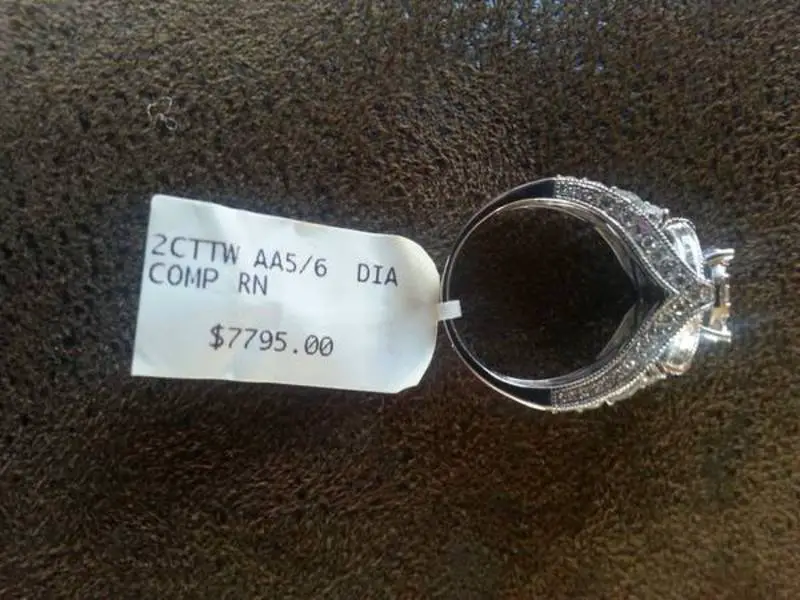 2CTTW AA5/6 DIA
COMP RN
$7795.00